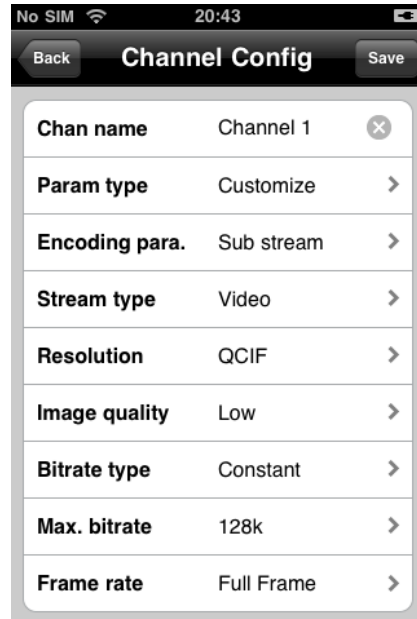 No SIM 20:43
Back Channel Config Save
Chan name Channel 1
Param type Customize
Encoding para. Sub stream
Stream type Video
Resolution QCIF
Image quality Low
Bitrate type Constant
Max. bitrate 128k
Frame rate Full Frame